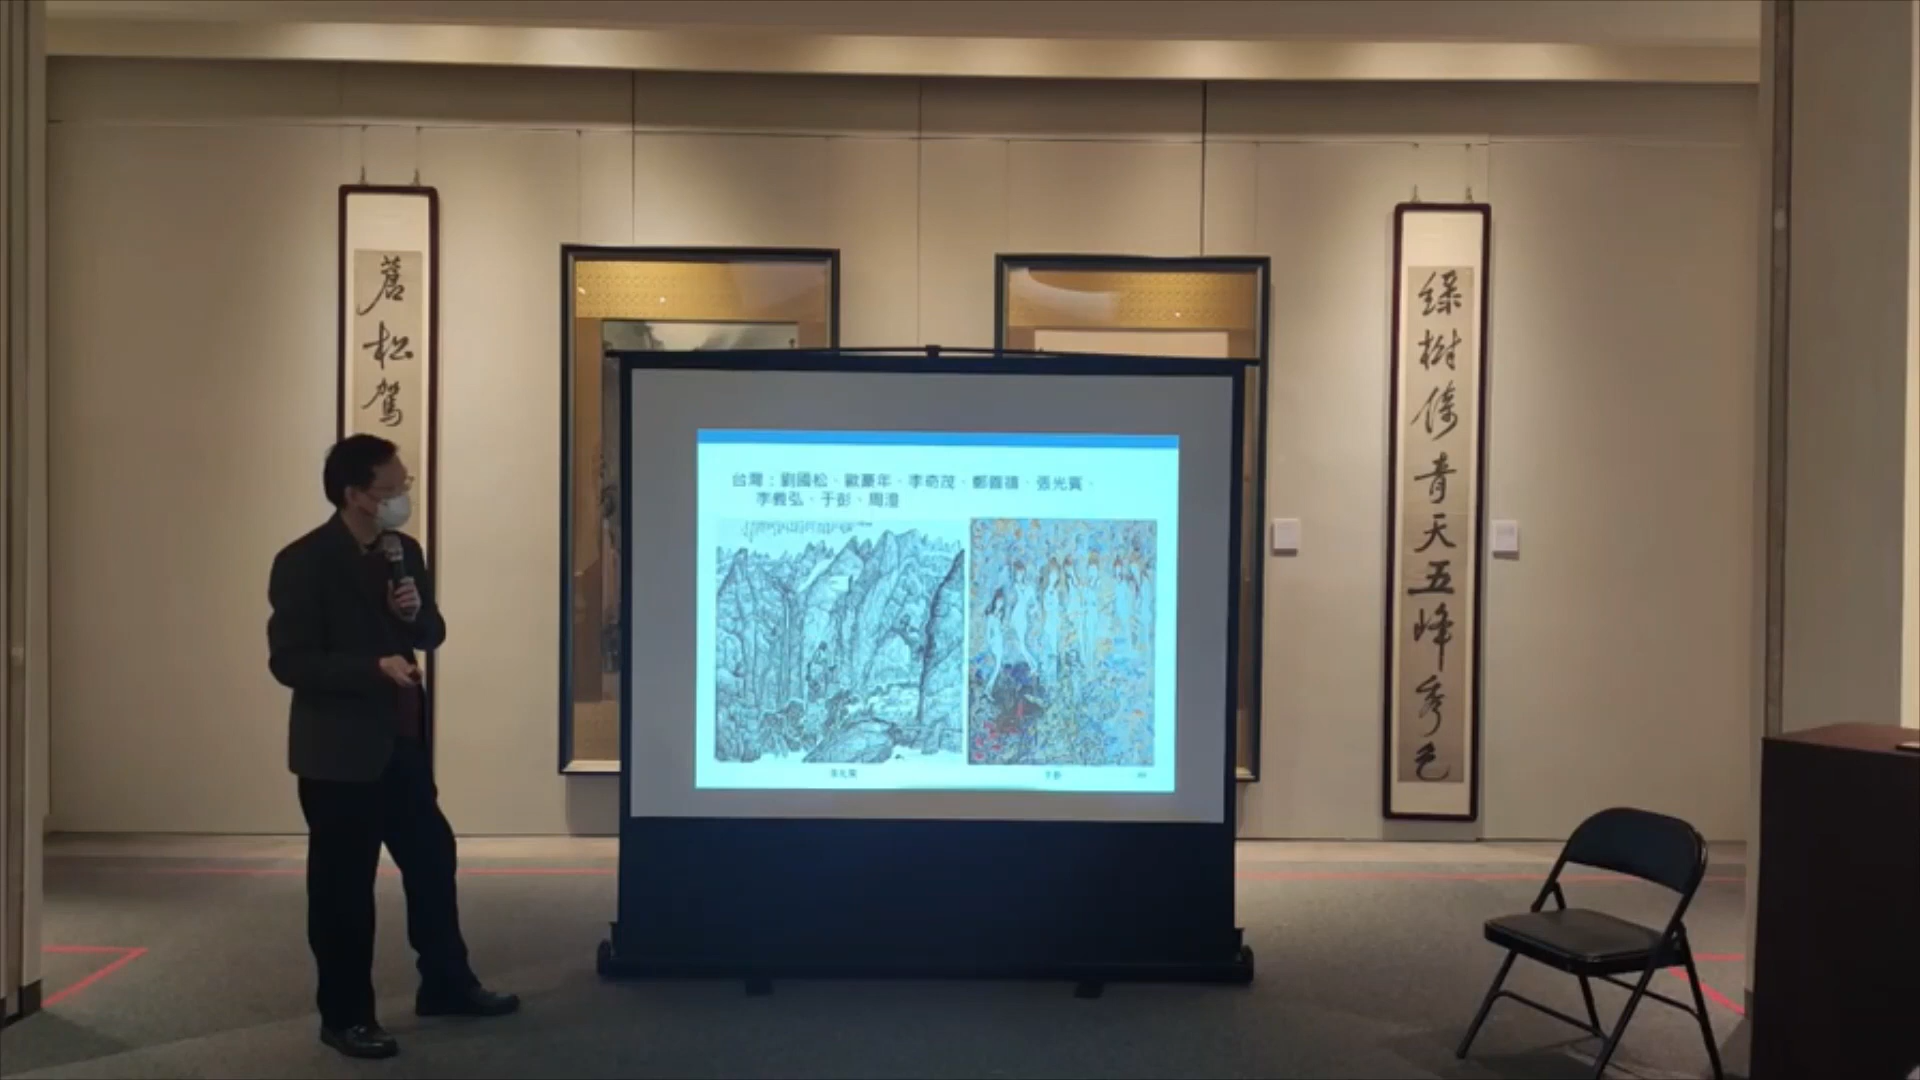 蒼松駕
台灣：劉國松、歐豪年、李奇茂、鄭善禧、張光賓、
李義弘、于彭、周澄
張光賓
于彭
綠樹倚青天五峰秀色